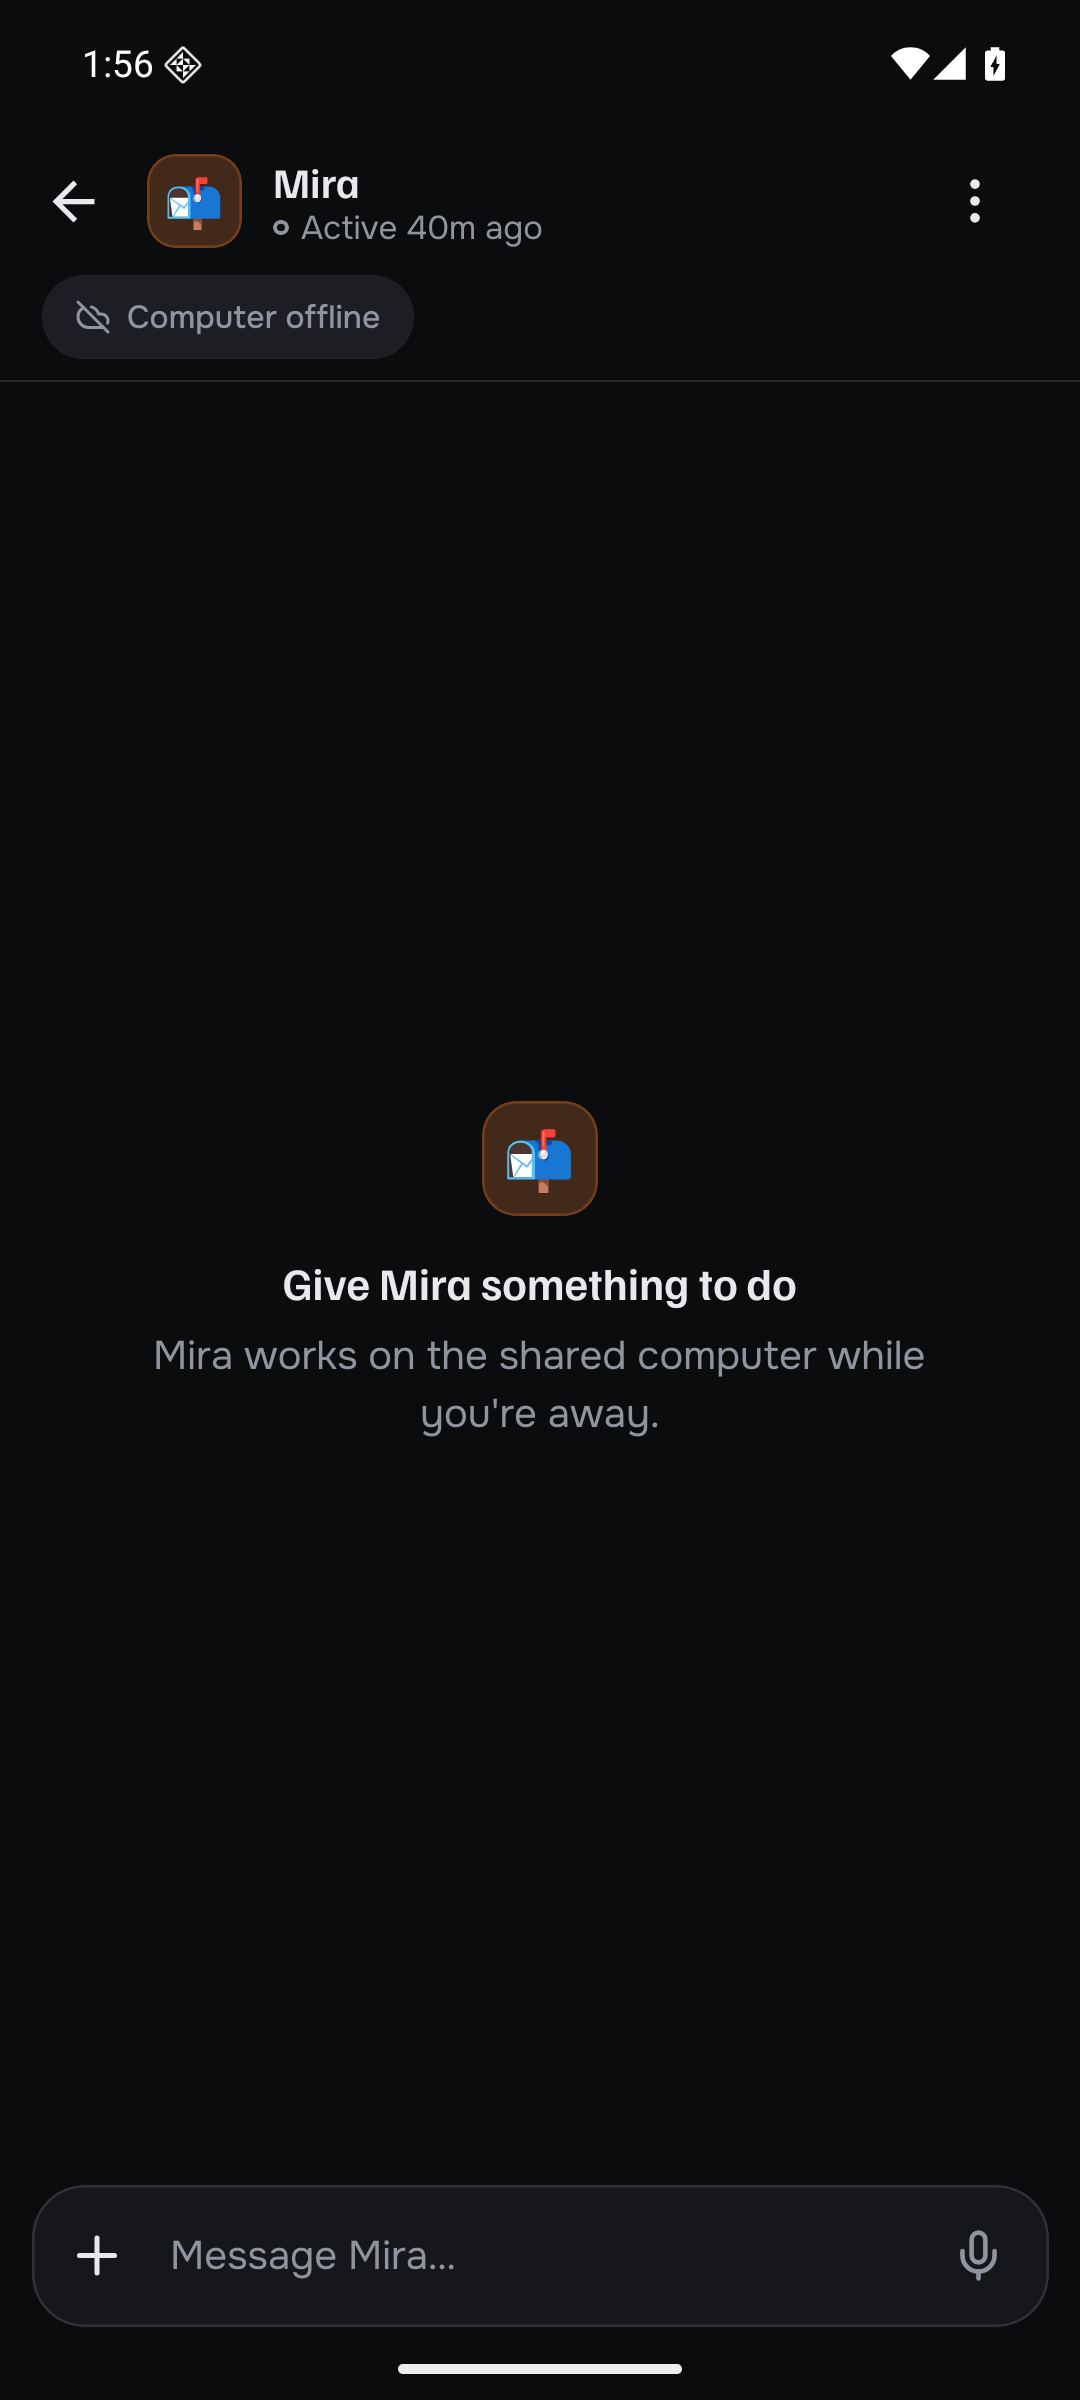 1:56
Mira
Active 40m ago
Computer offline
Give Mira something to do
Mira works on the shared computer while
you're away.
Message Mira...